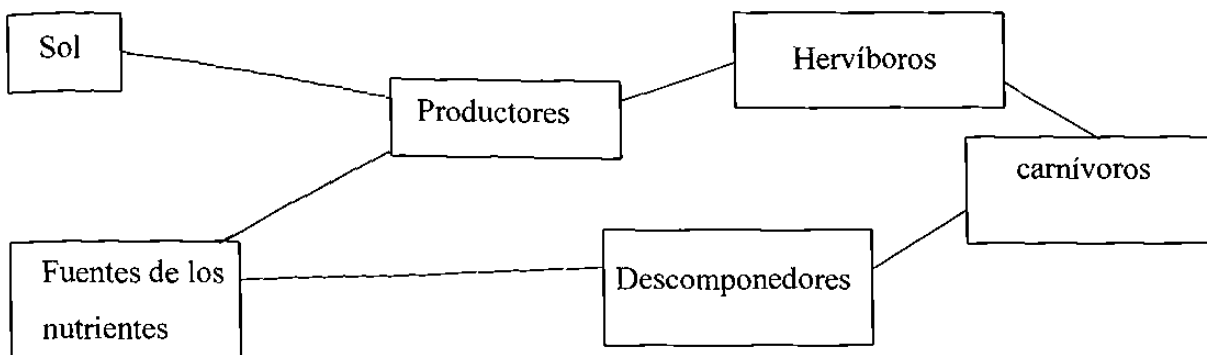 Sol
Hervíboros
Productores
carnívoros
Fuentes de los
nutrientes
Descomponedores